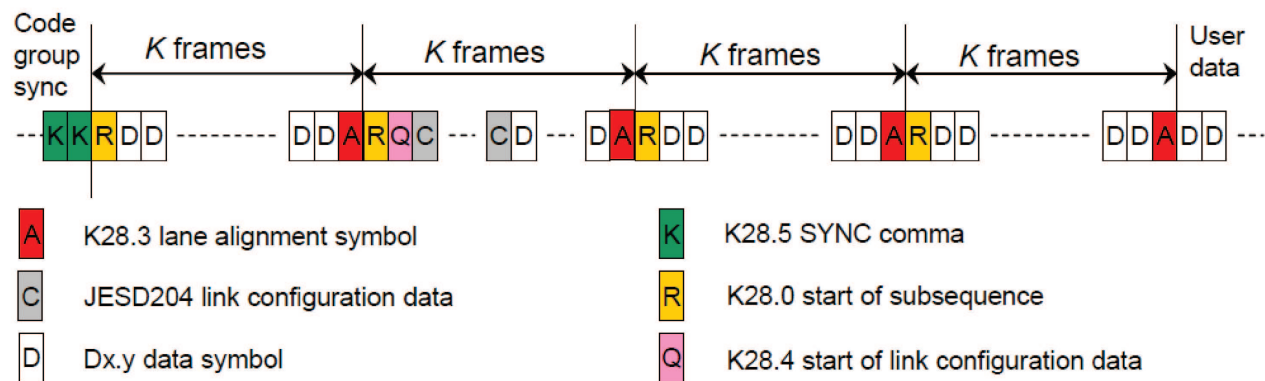 Code
group
sync
K frames
K frames
K frames
K frames
User
data
K K R D D D D A R Q C C D D A R D D D D A R D D D D A D D
A K28.3 lane alignment symbol
K K28.5 SYNC comma
C JESD204 link configuration data
R K28.0 start of subsequence
D Dx.y data symbol
Q K28.4 start of link configuration data